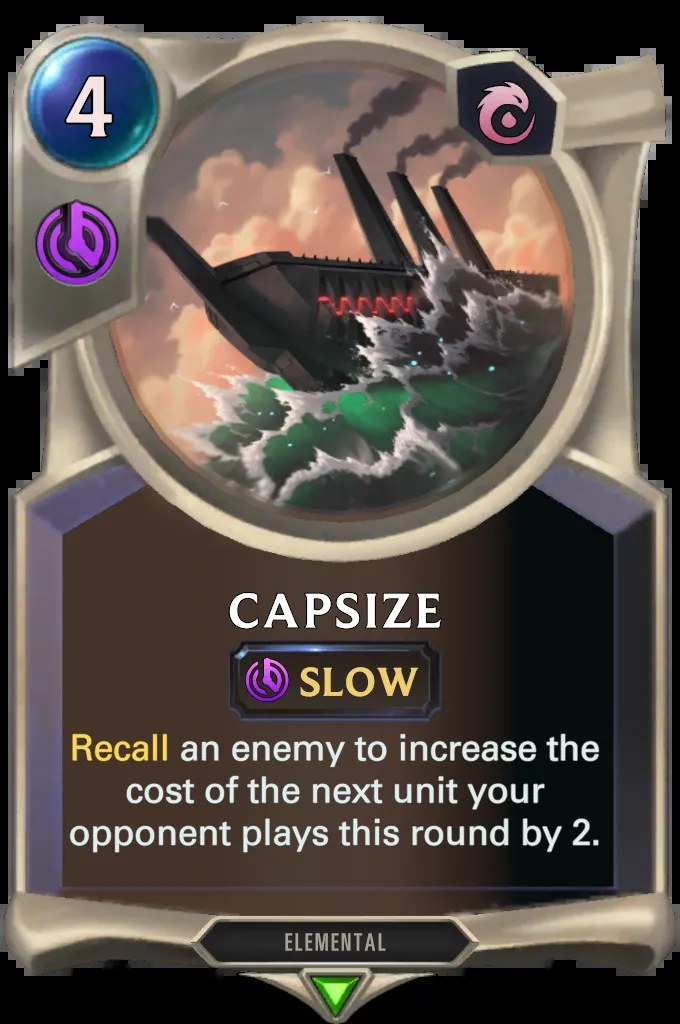 4
CAPSIZE
SLOW
Recall an enemy to increase the
cost of the next unit your
opponent plays this round by 2.
ELEMENTAL